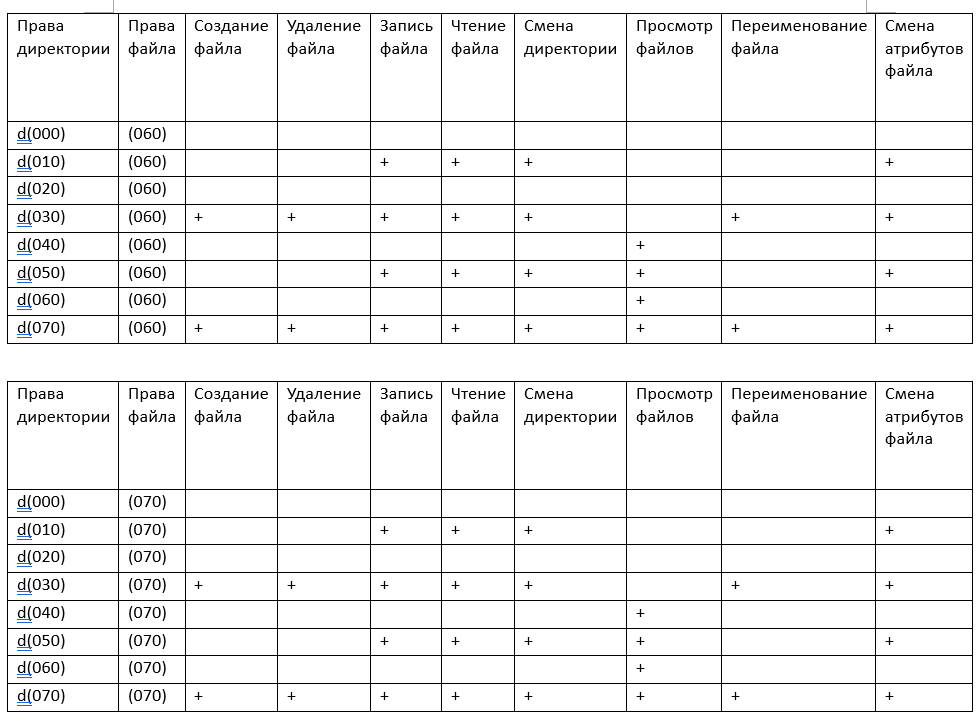 Права директории | Права файла | Создание файла | Удаление файла | Запись файла | Чтение файла | Смена директории | Просмотр файлов | Переименование файла | Смена атрибутов файла
d(000) | (060) | | | | | | | |
d(010) | (060) | | | + | + | + | | | +
d(020) | (060) | | | | | | | |
d(030) | (060) | + | + | + | + | + | | + | +
d(040) | (060) | | | | | | + | |
d(050) | (060) | | | + | + | + | + | | +
d(060) | (060) | | | | | | + | |
d(070) | (060) | + | + | + | + | + | + | + | +
Права директории | Права файла | Создание файла | Удаление файла | Запись файла | Чтение файла | Смена директории | Просмотр файлов | Переименование файла | Смена атрибутов файла
d(000) | (070) | | | | | | | |
d(010) | (070) | | | + | + | + | | | +
d(020) | (070) | | | | | | | |
d(030) | (070) | + | + | + | + | + | | + | +
d(040) | (070) | | | | | | + | |
d(050) | (070) | | | + | + | + | + | | +
d(060) | (070) | | | | | | + | |
d(070) | (070) | + | + | + | + | + | + | + | +